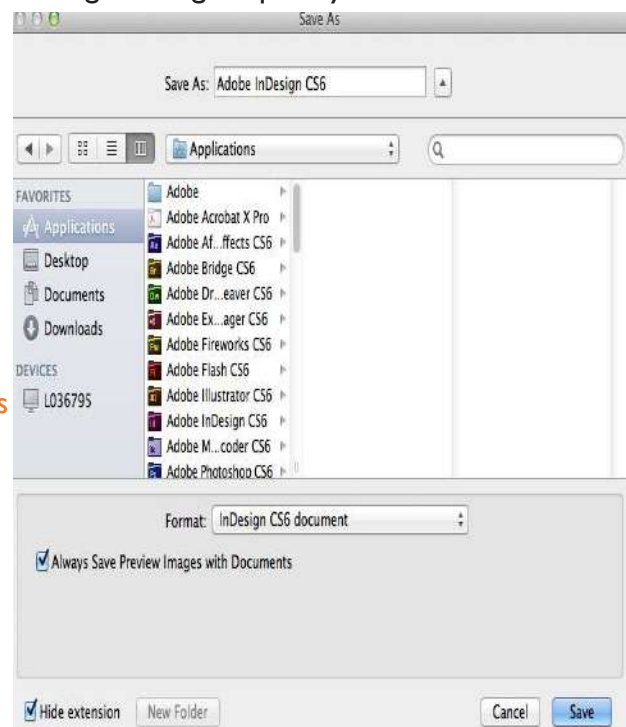 Save As
Save As: Adobe InDesign CS6
Applications
FAVORITES
Applications
Desktop
Documents
Downloads
DEVICES
L036795
Adobe
Adobe Acrobat X Pro
Adobe Af...ffects CS6
Adobe Bridge CS6
Adobe Dr...eaver CS6
Adobe Ex...ager CS6
Adobe Fireworks CS6
Adobe Flash CS6
Adobe Illustrator CS6
Adobe InDesign CS6
Adobe M...coder CS6
Adobe Photoshop CS6
s
Format: InDesign CS6 document
Always Save Preview Images with Documents
Hide extension
New Folder
Cancel
Save